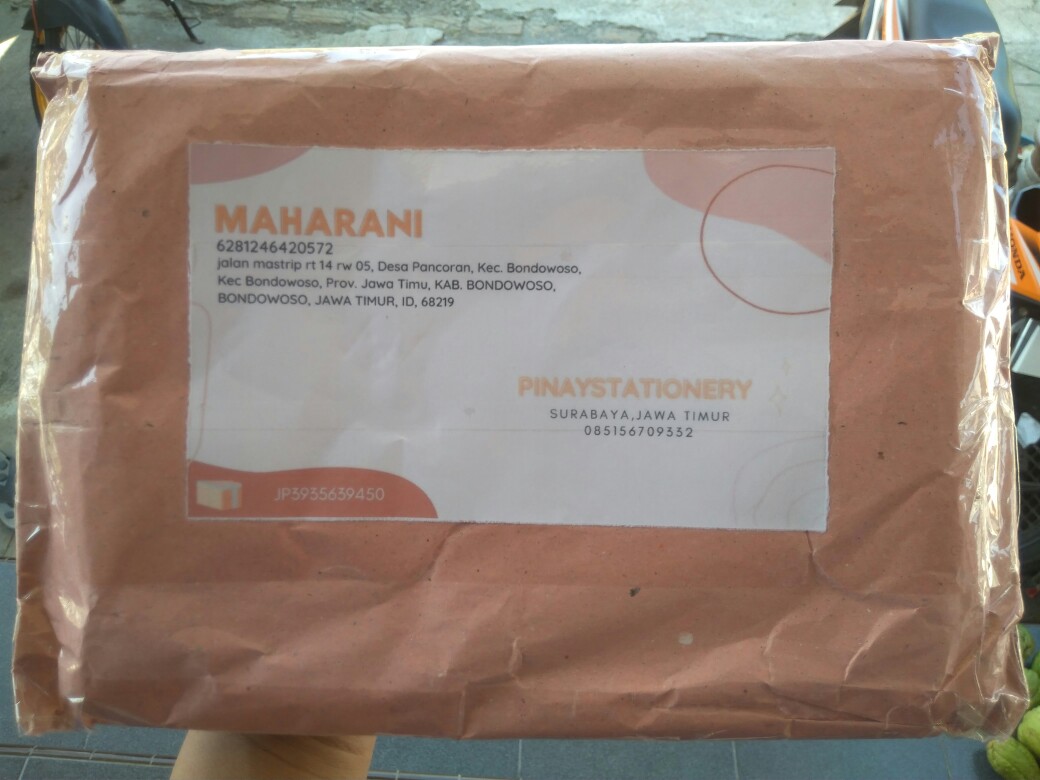 MAHARANI
6281246420572
jalan mastrip rt 14 rw 05, Desa Pancoran, Kec. Bondowoso,
Kec Bondowoso, Prov. Jawa Timu, KAB. BONDOWOSO,
BONDOWOSO, JAWA TIMUR, ID, 68219
PINAYSTATIONERY
SURABAYA,JAWA TIMUR
085156709332
JP3935639450